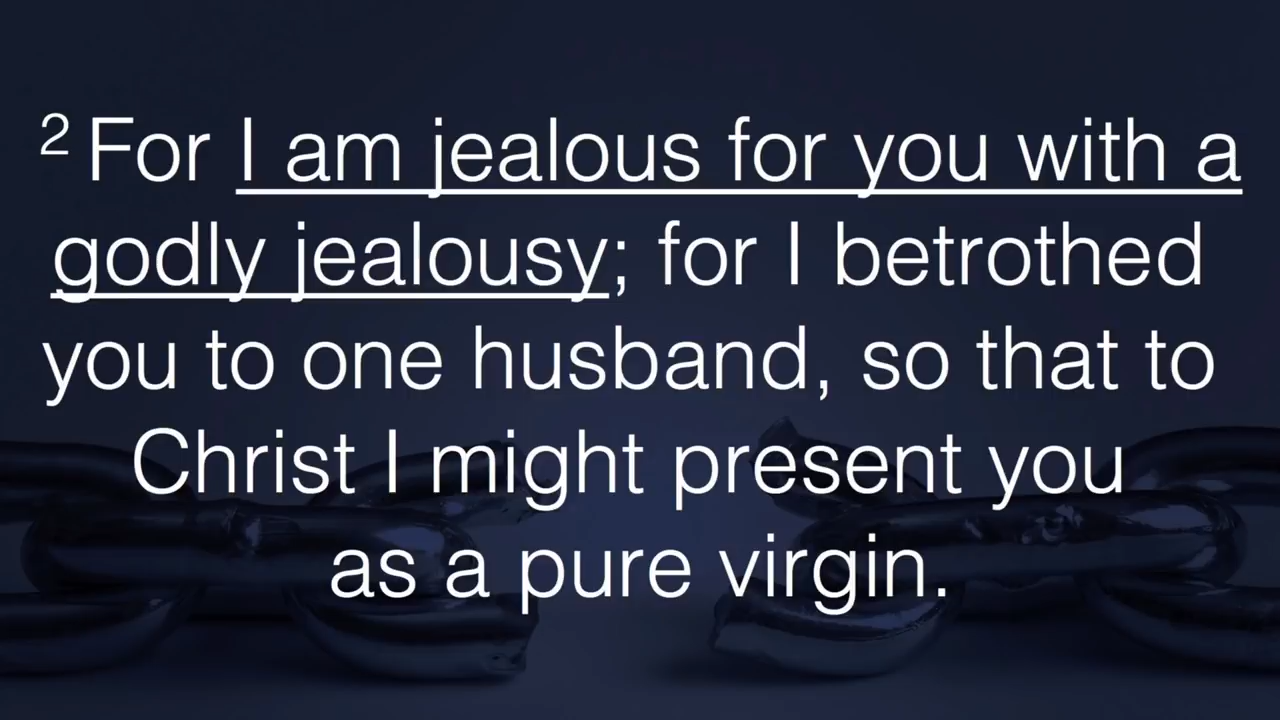 2 For I am jealous for you with a
godly jealousy; for I betrothed
you to one husband, so that to
Christ I might present you
as a pure virgin.